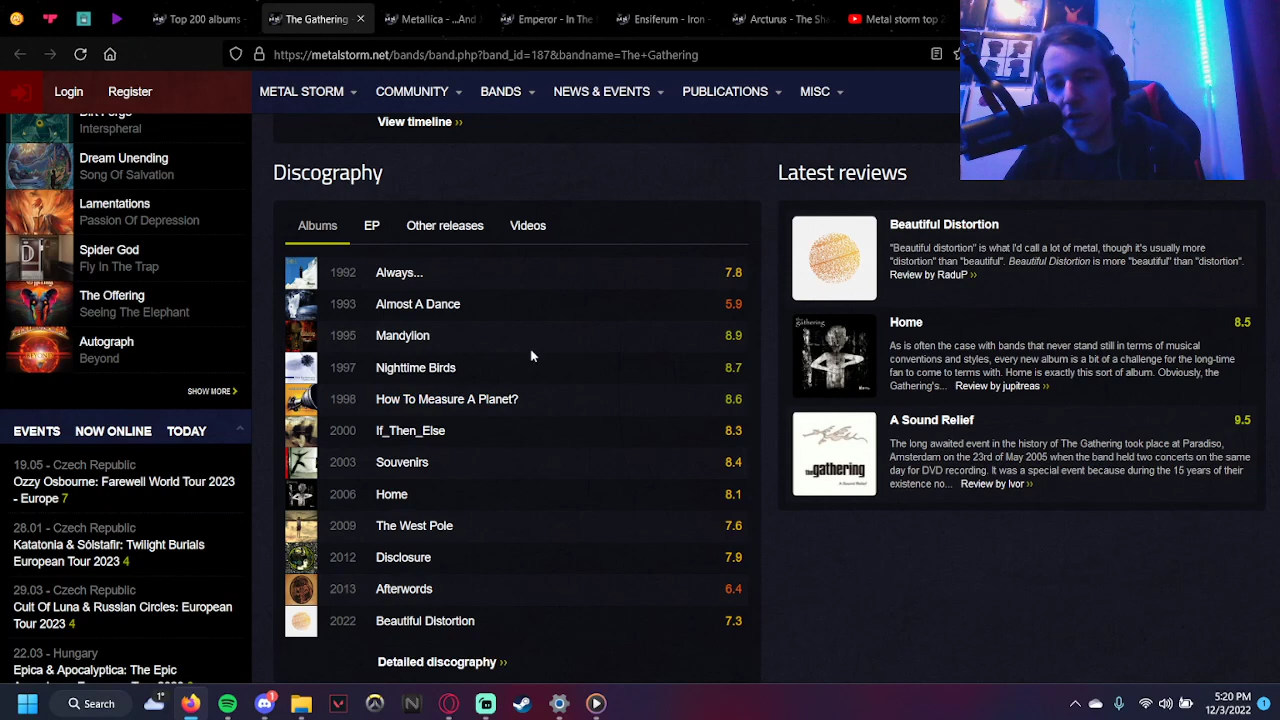 Top 200 albums
The Gathering
Metallica - ...And
Emperor - In The
Ensiferum - Iron
Arcturus - The Sha
Metal storm top 2
https://metalstorm.net/bands/band.php?band_id=187&bandname=The+Gathering
Login
Register
METAL STORM
COMMUNITY
BANDS
NEWS & EVENTS
PUBLICATIONS
MISC
Interspheral
Dream Unending
Song Of Salvation
Lamentations
Passion Of Depression
Spider God
Fly In The Trap
The Offering
Seeing The Elephant
Autograph
Beyond
SHOW MORE
EVENTS NOW ONLINE TODAY
19.05 - Czech Republic
Ozzy Osbourne: Farewell World Tour 2023
- Europe 7
28.01 - Czech Republic
Katatonia & Sólstafir: Twilight Burials
European Tour 2023 4
29.03 - Czech Republic
Cult Of Luna & Russian Circles: European
Tour 2023 4
22.03 - Hungary
Epica & Apocalyptica: The Epic
View timeline ››
Discography
Albums EP Other releases Videos
1992 Always... 7.8
1993 Almost A Dance 5.9
1995 Mandylion 8.9
1997 Nighttime Birds 8.7
1998 How To Measure A Planet? 8.6
2000 If_Then_Else 8.3
2003 Souvenirs 8.4
2006 Home 8.1
2009 The West Pole 7.6
2012 Disclosure 7.9
2013 Afterwords 6.4
2022 Beautiful Distortion 7.3
Detailed discography ››
Latest reviews
Beautiful Distortion
"Beautiful distortion" is what I'd call a lot of metal, though it's usually more
"distortion" than "beautiful". Beautiful Distortion is more "beautiful" than "distortion".
Review by RaduP ››
the gathering
Home 8.5
As is often the case with bands that never stand still in terms of musical
conventions and styles, every new album is a bit of a challenge for the long-time
fan to come to terms with. Home is exactly this sort of album. Obviously, the
Gathering's... Review by jupitreas ››
the gathering
A Sound Relief 9.5
The long awaited event in the history of The Gathering took place at Paradiso,
Amsterdam on the 23rd of May 2005 when the band held two concerts on the same
day for DVD recording. It was a special event because during the 15 years of their
existence no... Review by Ivor ››
Search
1
5:20 PM
12/3/2022